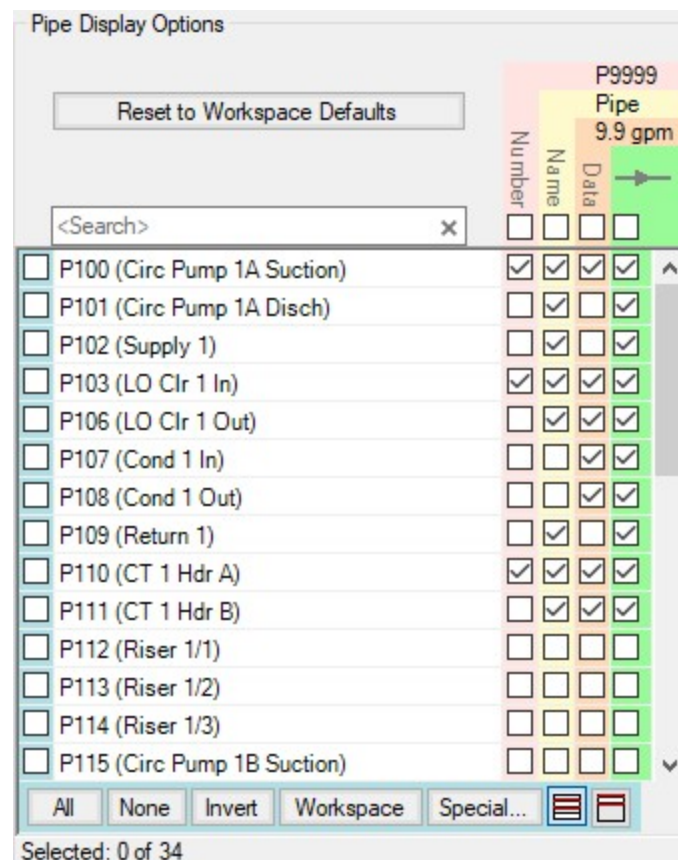 Pipe Display Options
P9999
Reset to Workspace Defaults
Pipe
9.9 gpm
Number
Name
Data
<Search>
P100 (Circ Pump 1A Suction)
P101 (Circ Pump 1A Disch)
P102 (Supply 1)
P103 (LO Clr 1 In)
P106 (LO Clr 1 Out)
P107 (Cond 1 In)
P108 (Cond 1 Out)
P109 (Return 1)
P110 (CT 1 Hdr A)
P111 (CT 1 Hdr B)
P112 (Riser 1/1)
P113 (Riser 1/2)
P114 (Riser 1/3)
P115 (Circ Pump 1B Suction)
All None Invert Workspace Special...
Selected: 0 of 34